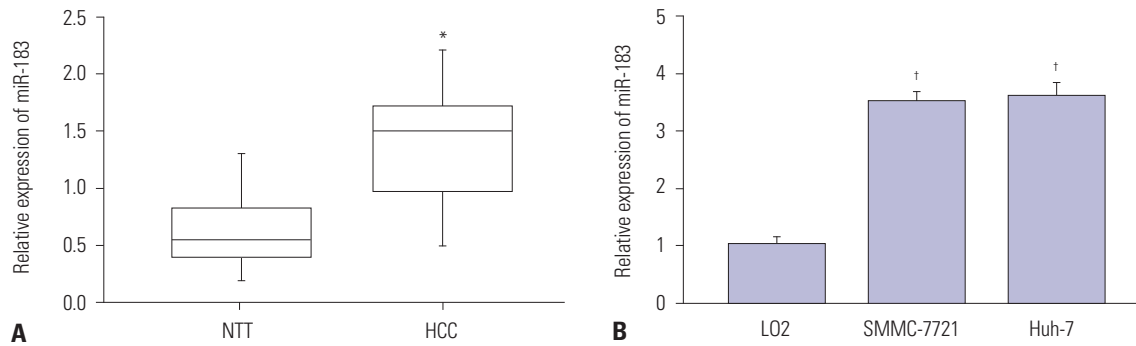 Relative expression of miR-183
2.5
2.0
1.5
1.0
0.5
0.0
*
NTT
HCC
A
Relative expression of miR-183
5
4
3
2
1
0
†
†
LO2
SMMC-7721
Huh-7
B